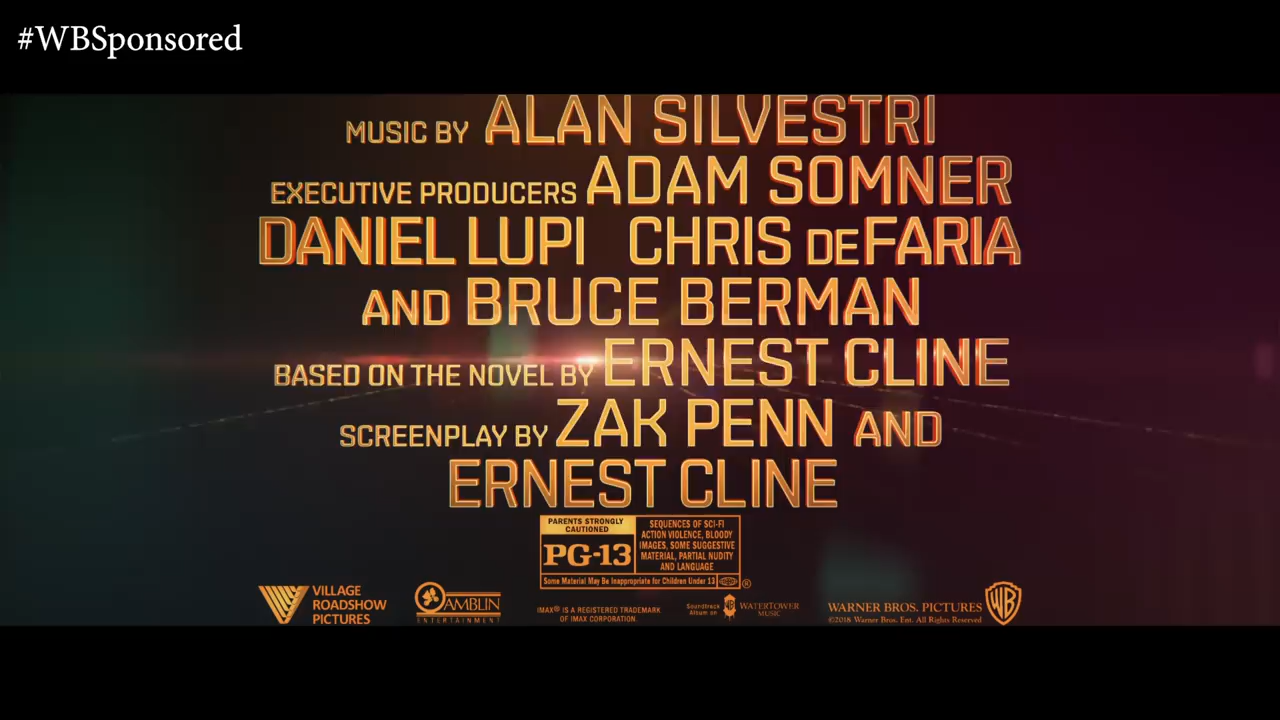 #WBSponsored
MUSIC BY ALAN SILVESTRI
EXECUTIVE PRODUCERS ADAM SOMNER
DANIEL LUPI CHRIS DEFARIA
AND BRUCE BERMAN
BASED ON THE NOVEL BY ERNEST CLINE
SCREENPLAY BY ZAK PENN AND
ERNEST CLINE
PARENTS STRONGLY
CAUTIONED
PG-13
SEQUENCES OF SCI-FI
ACTION VIOLENCE, BLOODY
IMAGES, SOME SUGGESTIVE
MATERIAL, PARTIAL NUDITY
AND LANGUAGE
Some Material May Be Inappropriate for Children Under 13
®
VILLAGE
ROADSHOW
PICTURES
AMBLIN
ENTERTAINMENT
IMAX® IS A REGISTERED TRADEMARK
OF IMAX CORPORATION.
Soundtrack
Album on
WB
WATERTOWER
MUSIC
WARNER BROS. PICTURES
©2018 Warner Bros. Ent. All Rights Reserved
WB